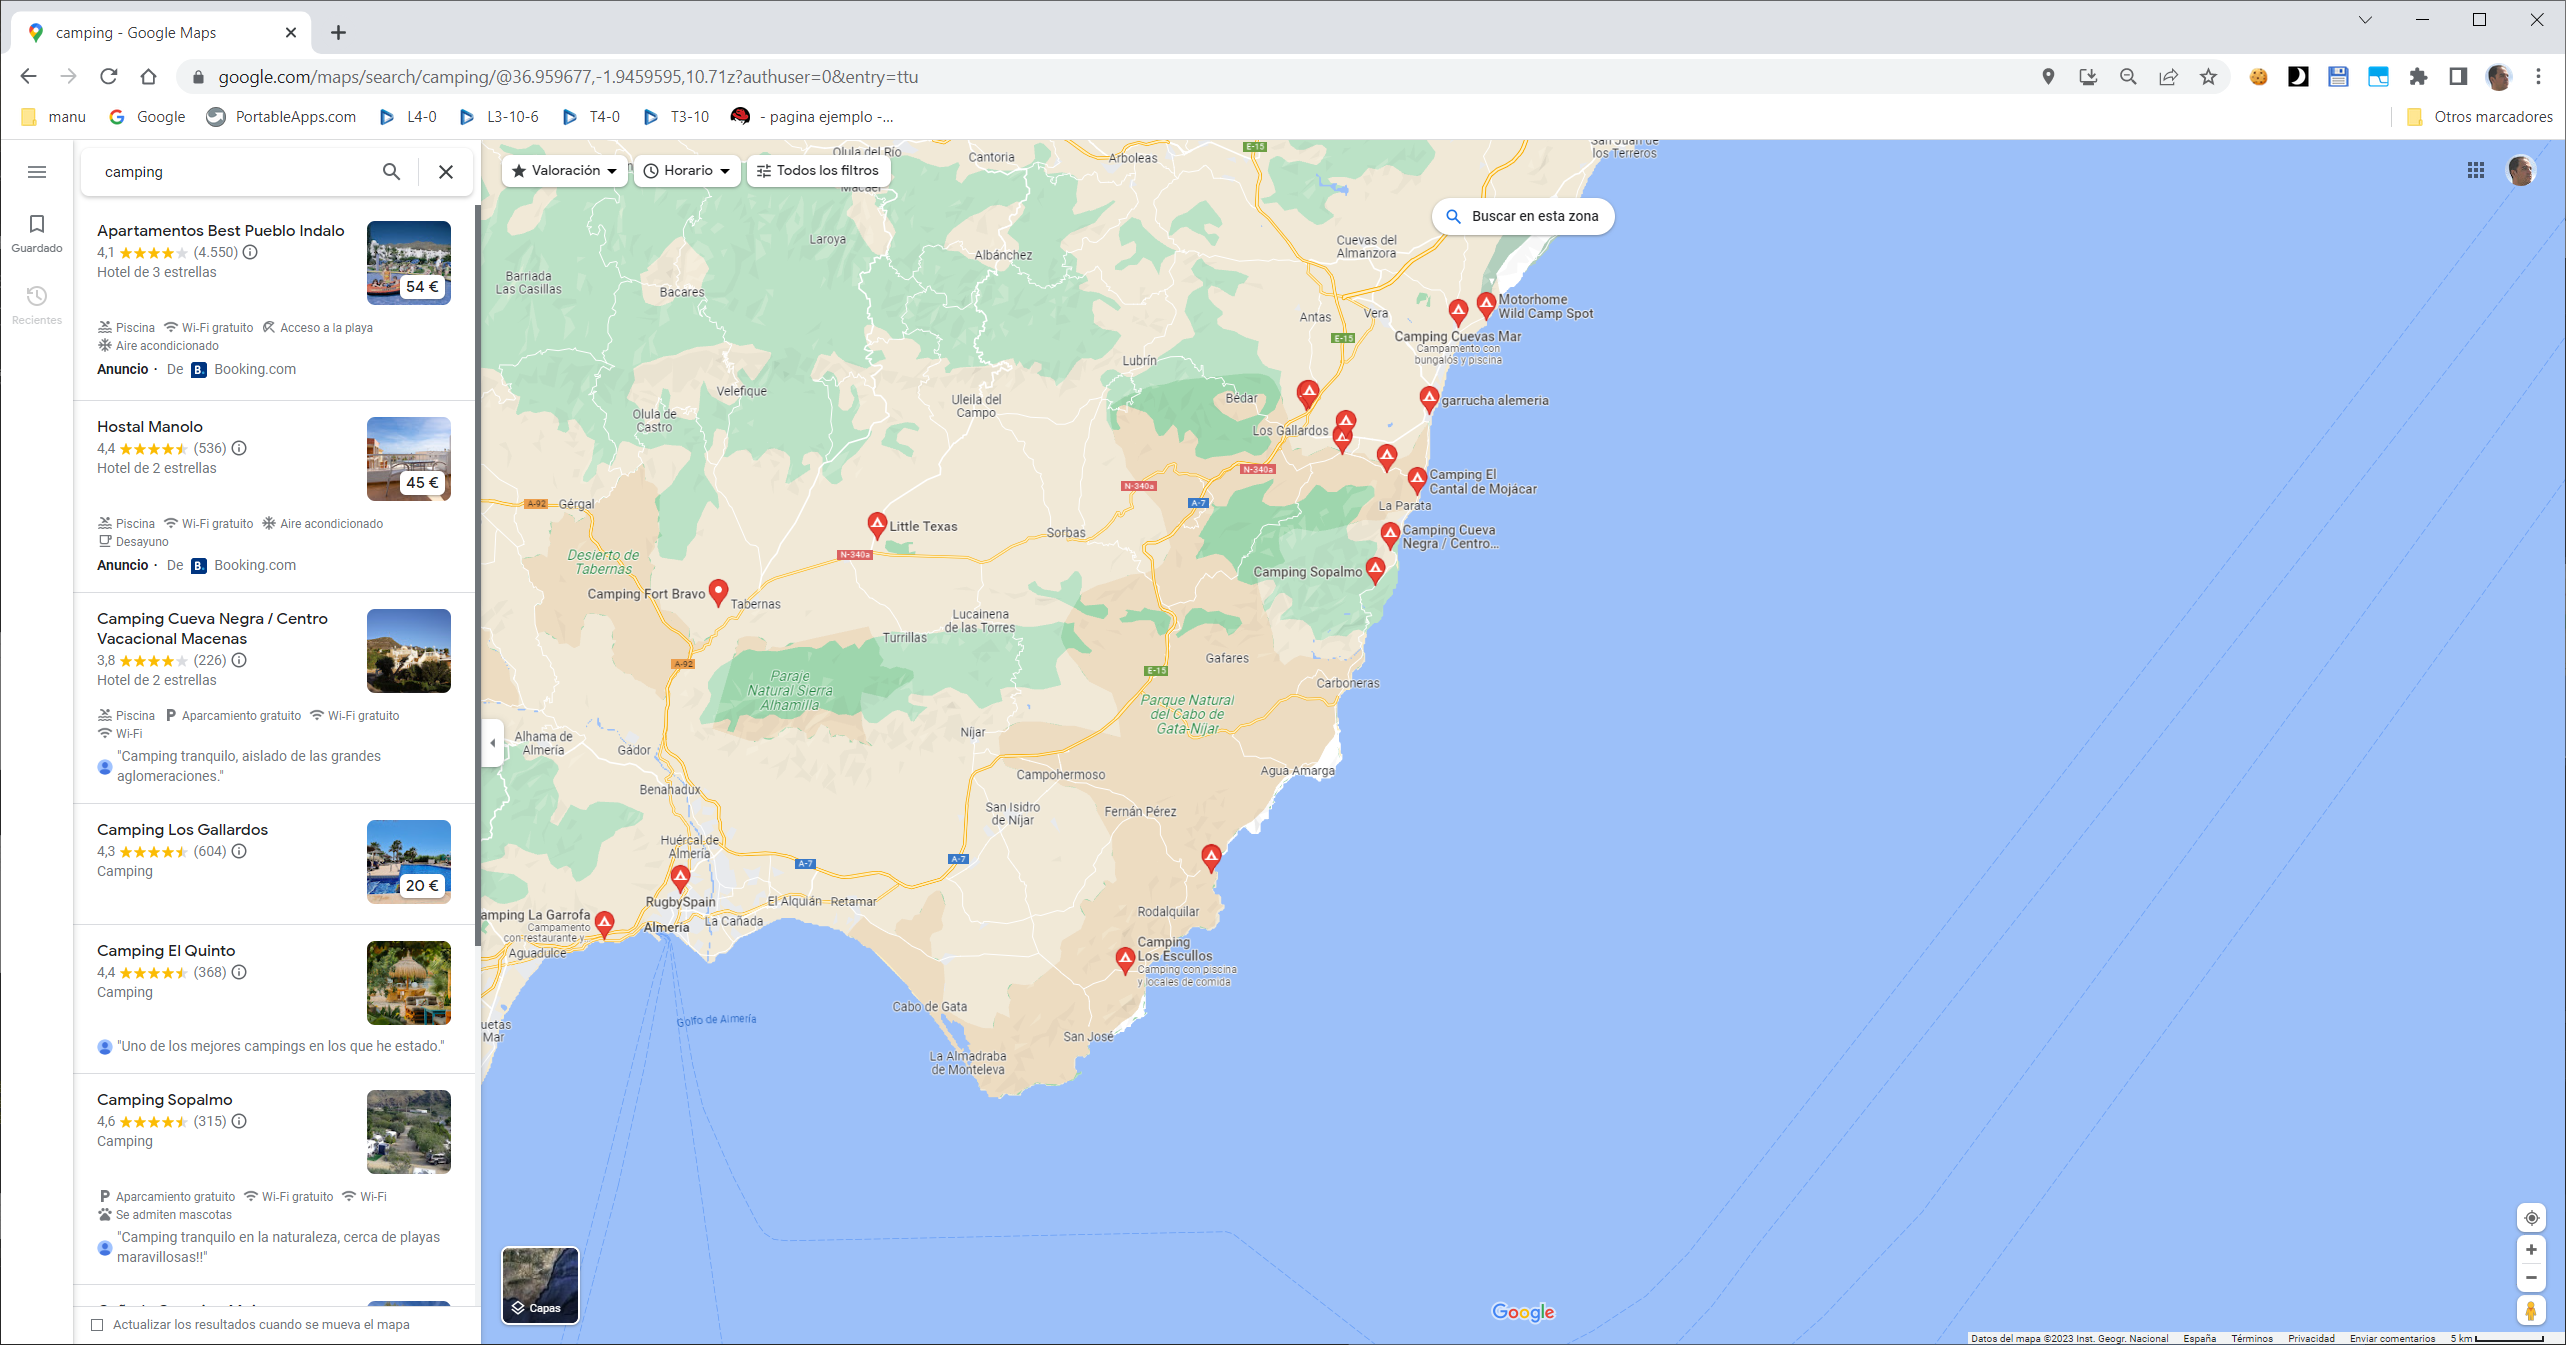 camping - Google Maps
google.com/maps/search/camping/@36.959677,-1.9459595,10.71z?authuser=0&entry=ttu
manu
Google
PortableApps.com
L4-0
L3-10-6
T4-0
T3-10
- pagina ejemplo -...
Otros marcadores
camping
Guardado
Recientes
Apartamentos Best Pueblo Indalo
4,1 (4.550)
Hotel de 3 estrellas
54 €
Piscina Wi-Fi gratuito Acceso a la playa
Aire acondicionado
Anuncio · De B. Booking.com
Hostal Manolo
4,4 (536)
Hotel de 2 estrellas
45 €
Piscina Wi-Fi gratuito Aire acondicionado
Desayuno
Anuncio · De B. Booking.com
Camping Cueva Negra / Centro
Vacacional Macenas
3,8 (226)
Hotel de 2 estrellas
Piscina P Aparcamiento gratuito Wi-Fi gratuito
Wi-Fi
"Camping tranquilo, aislado de las grandes
aglomeraciones."
Camping Los Gallardos
4,3 (604)
Camping
20 €
Camping El Quinto
4,4 (368)
Camping
"Uno de los mejores campings en los que he estado."
Camping Sopalmo
4,6 (315)
Camping
P Aparcamiento gratuito Wi-Fi gratuito Wi-Fi
Se admiten mascotas
"Camping tranquilo en la naturaleza, cerca de playas
maravillosas!!"
Actualizar los resultados cuando se mueva el mapa
Valoración
Horario
Todos los filtros
Buscar en esta zona
Olula del Río
Macael
Cantoria
Arboleas
E-15
San Juan de
los Terreros
Laroya
Albánchez
Cuevas del
Almanzora
Barriada
Las Casillas
Bacares
Motorhome
Wild Camp Spot
Antas
Vera
Camping Cuevas Mar
Campamento con
bungalós y piscina
E-15
Lubrín
Velefique
Uleila del
Campo
Bédar
garrucha alemeria
Olula de
Castro
Los Gallardos
N-340a
Camping El
Cantal de Mojácar
N-340a
A-7
La Parata
A-92
Gérgal
Little Texas
Sorbas
Camping Cueva
Negra / Centro...
N-340a
Desierto de
Tabernas
Camping Sopalmo
Camping Fort Bravo
Tabernas
Lucainena
de las Torres
Turrillas
A-92
Gafares
E-15
Carboneras
Paraje
Natural Sierra
Alhamilla
Parque Natural
del Cabo de
Gata-Níjar
Alhama de
Almería
Gádor
Níjar
Campohermoso
Agua Amarga
Benahadux
San Isidro
de Níjar
Fernán Pérez
Huércal de
Almería
A-7
A-7
RugbySpain
El Alquián
Retamar
Rodalquilar
amping La Garrofa
Campamento
con restaurante y
Almería
La Cañada
Aguadulce
Camping
Los Escullos
Camping con piscina
y locales de comida
Cabo de Gata
Golfo de Almería
uetas
Mar
San José
La Almadraba
de Monteleva
Capas
Google
Datos del mapa ©2023 Inst. Geogr. Nacional España Términos Privacidad Enviar comentarios 5 km